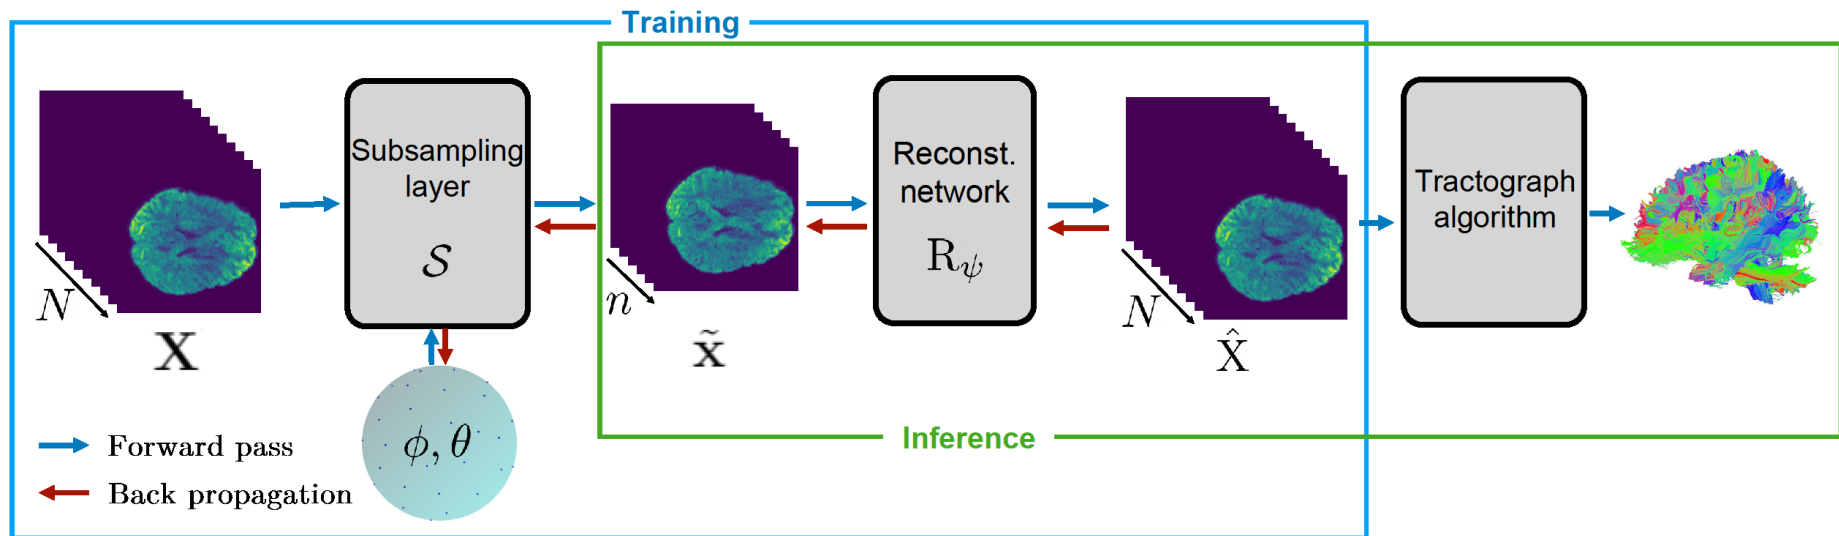 Training
Subsampling
layer
𝒮
Reconst.
network
R_ψ
Tractograph
algorithm
N
X
n
x̃
N
X̂
ϕ, θ
Forward pass
Back propagation
Inference